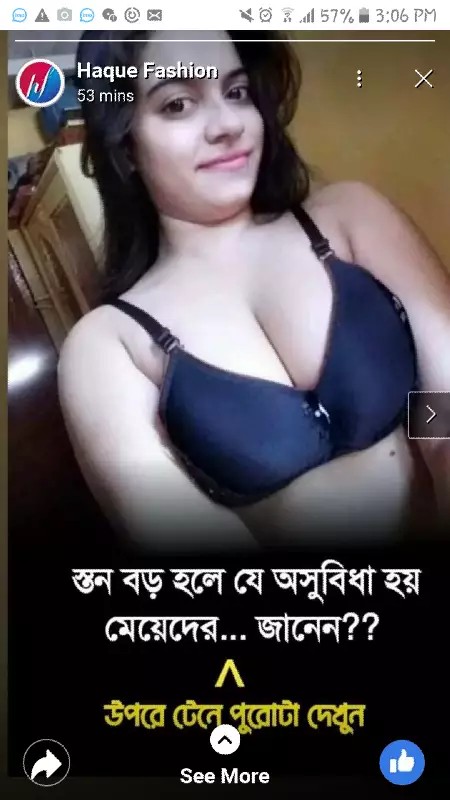 57% 3:06 PM
Haque Fashion
53 mins
স্তন বড় হলে যে অসুবিধা হয়
মেয়েদের... জানেন??
উপরে টেনে পুরোটা দেখুন
See More